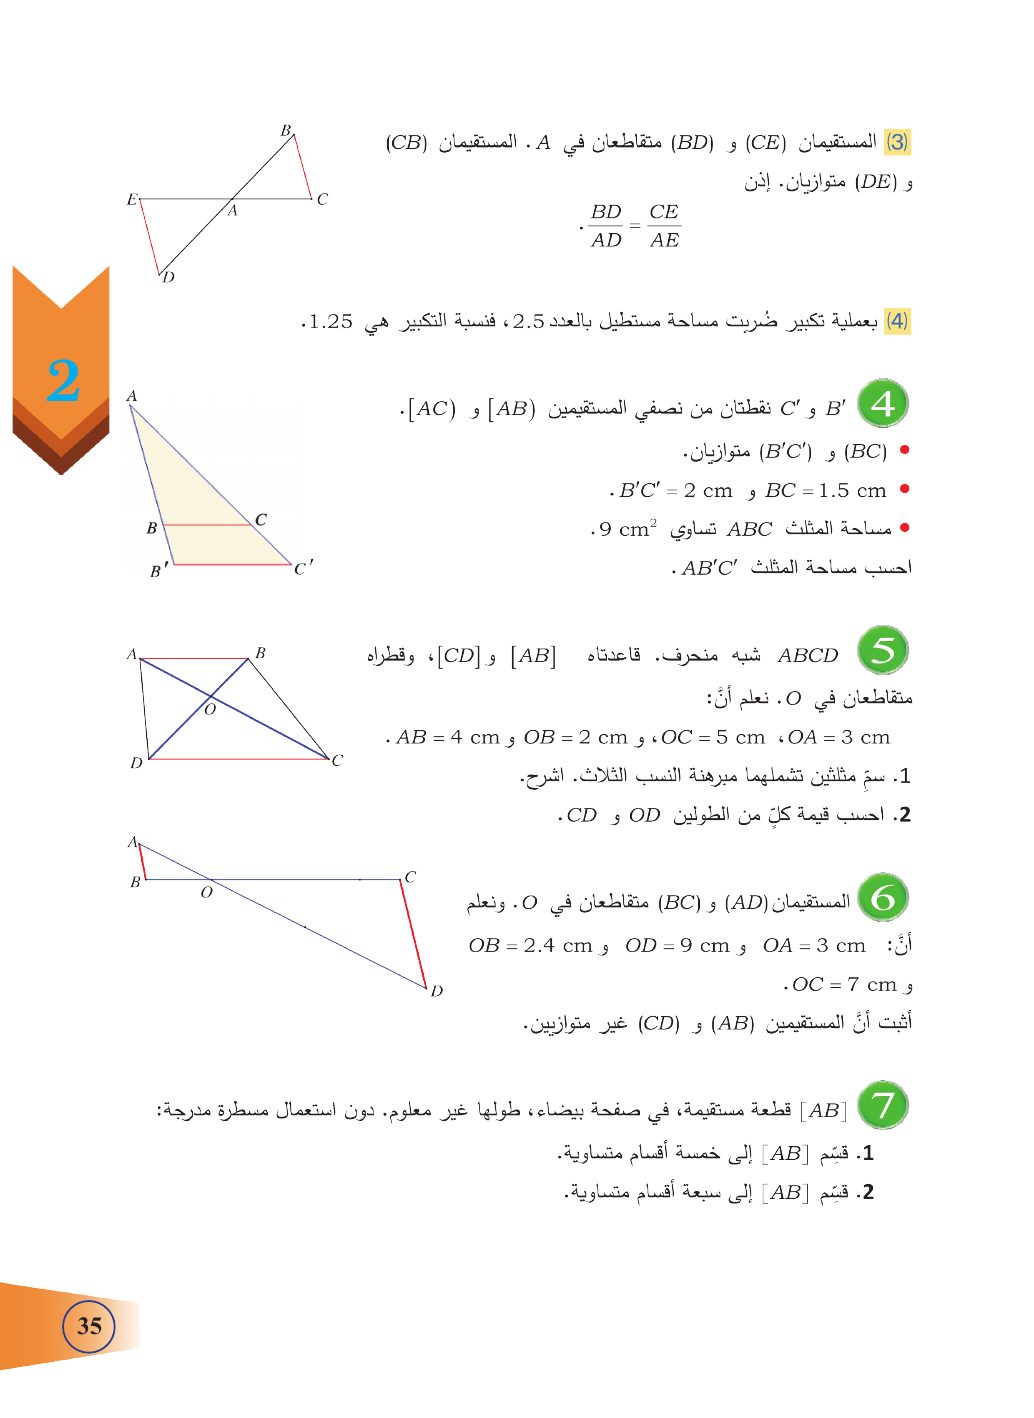 (3) المستقيمان (CE) و (BD) متقاطعان في A . المستقيمان (CB)
و (DE) متوازيان. إذن
BD/AD = CE/AE .
B
E
A
C
D
(4) بعملية تكبير ضُربت مساحة مستطيل بالعدد 2.5، فنسبة التكبير هي 1.25.
2
4 B′ و C′ نقطتان من نصفي المستقيمين [AB) و [AC).
• (BC) و (B′C′) متوازيان.
• BC = 1.5 cm و B′C′ = 2 cm .
• مساحة المثلث ABC تساوي 9 cm².
احسب مساحة المثلث AB′C′ .
A
B
C
B′
C′
5 ABCD شبه منحرف. قاعدتاه [AB] و [CD]، وقطراه
متقاطعان في O . نعلم أنَّ:
OA = 3 cm ، OC = 5 cm، و OB = 2 cm و AB = 4 cm .
1. سمِّ مثلثين تشملهما مبرهنة النسب الثلاث. اشرح.
2. احسب قيمة كلٍّ من الطولين OD و CD .
A
B
O
D
C
6 المستقيمان (AD) و (BC) متقاطعان في O . ونعلم
أنَّ: OA = 3 cm و OD = 9 cm و OB = 2.4 cm
و OC = 7 cm.
أثبت أنَّ المستقيمين (AB) و (CD) غير متوازيين.
A
B
O
C
D
7 [AB] قطعة مستقيمة، في صفحة بيضاء، طولها غير معلوم. دون استعمال مسطرة مدرجة:
1. قسِّم [AB] إلى خمسة أقسام متساوية.
2. قسِّم [AB] إلى سبعة أقسام متساوية.
35